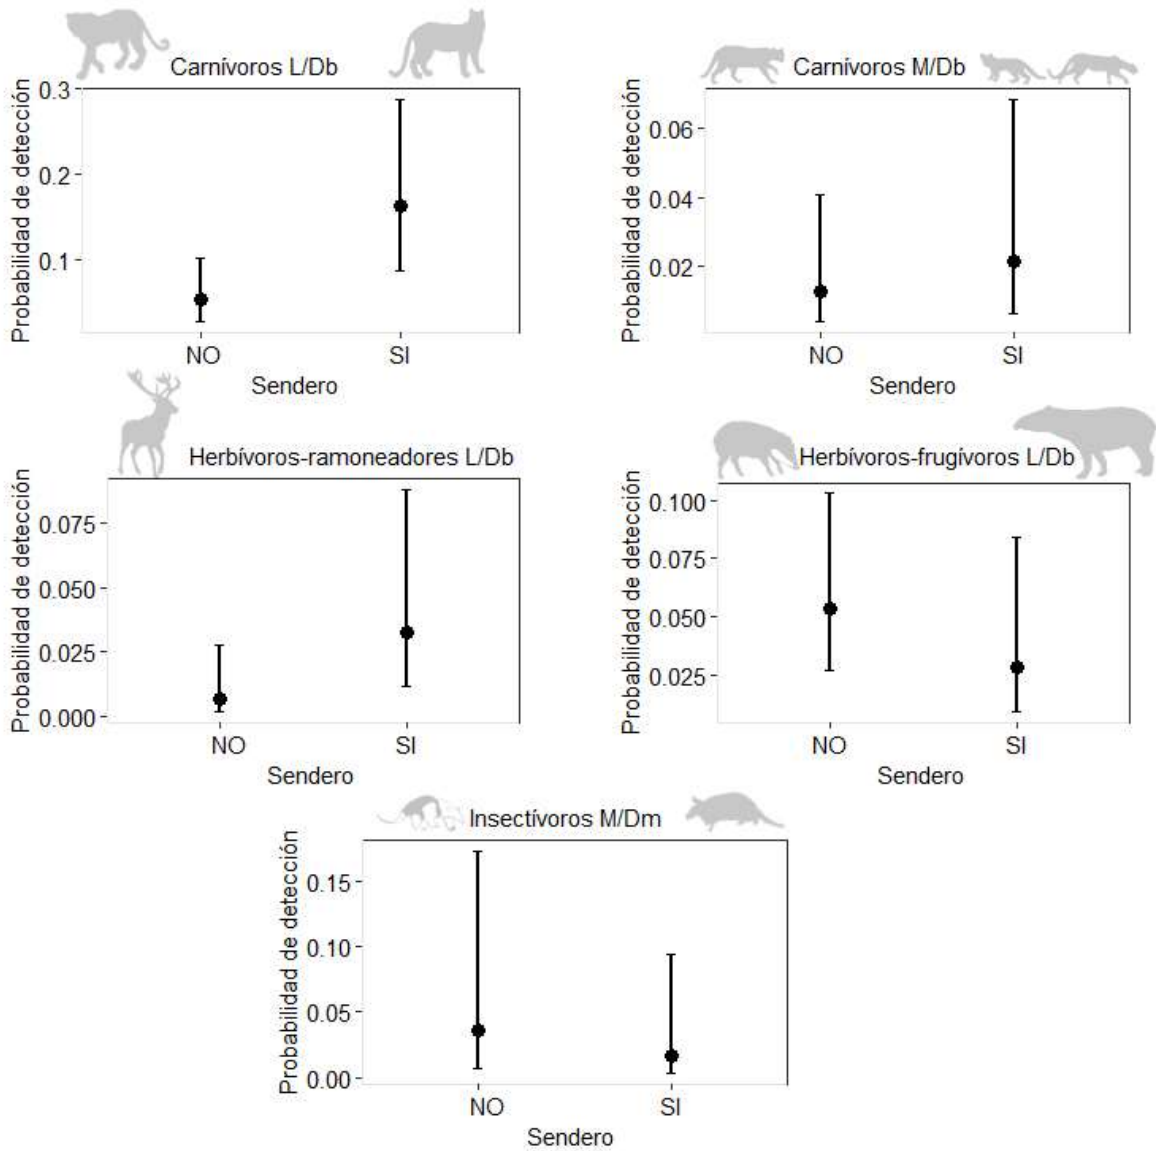 Carnívoros L/Db
Probabilidad de detección
0.3
0.2
0.1
NO SI
Sendero
Carnívoros M/Db
Probabilidad de detección
0.06
0.04
0.02
NO SI
Sendero
Herbívoros-ramoneadores L/Db
Probabilidad de detección
0.075
0.050
0.025
0.000
NO SI
Sendero
Herbívoros-frugívoros L/Db
Probabilidad de detección
0.100
0.075
0.050
0.025
NO SI
Sendero
Insectívoros M/Dm
Probabilidad de detección
0.15
0.10
0.05
0.00
NO SI
Sendero